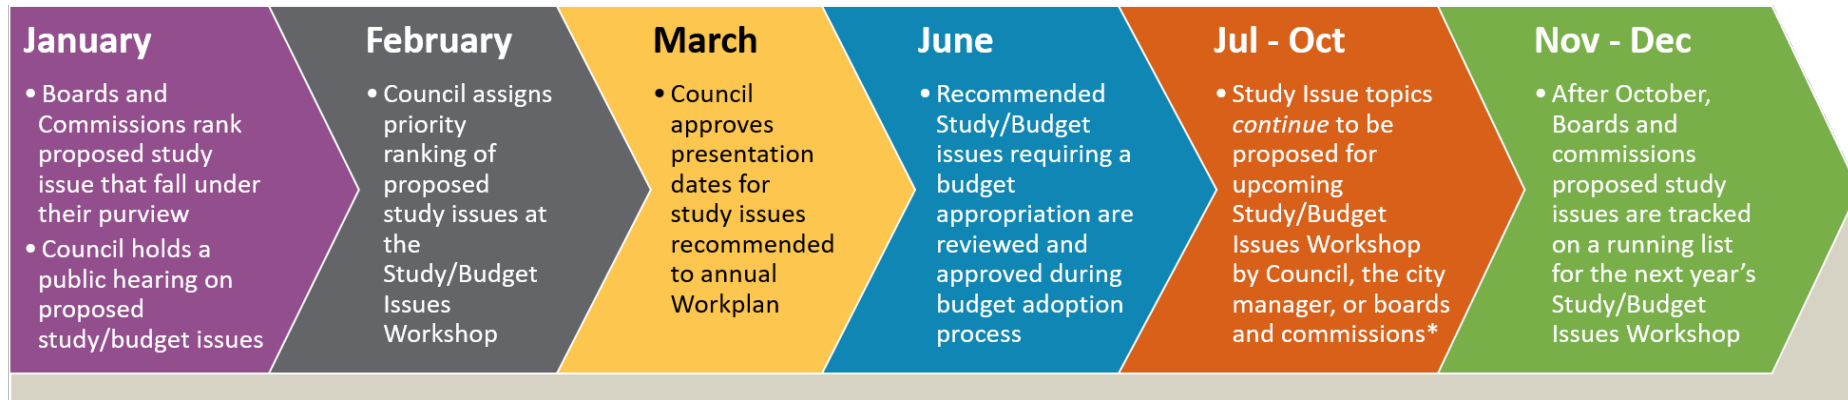 January
• Boards and
Commissions rank
proposed study
issue that fall under
their purview
• Council holds a
public hearing on
proposed
study/budget issues
February
• Council assigns
priority
ranking of
proposed
study issues at
the
Study/Budget
Issues
Workshop
March
• Council
approves
presentation
dates for
study issues
recommended
to annual
Workplan
June
• Recommended
Study/Budget
issues requiring a
budget
appropriation are
reviewed and
approved during
budget adoption
process
Jul - Oct
• Study Issue topics
continue to be
proposed for
upcoming
Study/Budget
Issues Workshop
by Council, the city
manager, or boards
and commissions*
Nov - Dec
• After October,
Boards and
commissions
proposed study
issues are tracked
on a running list
for the next year’s
Study/Budget
Issues Workshop